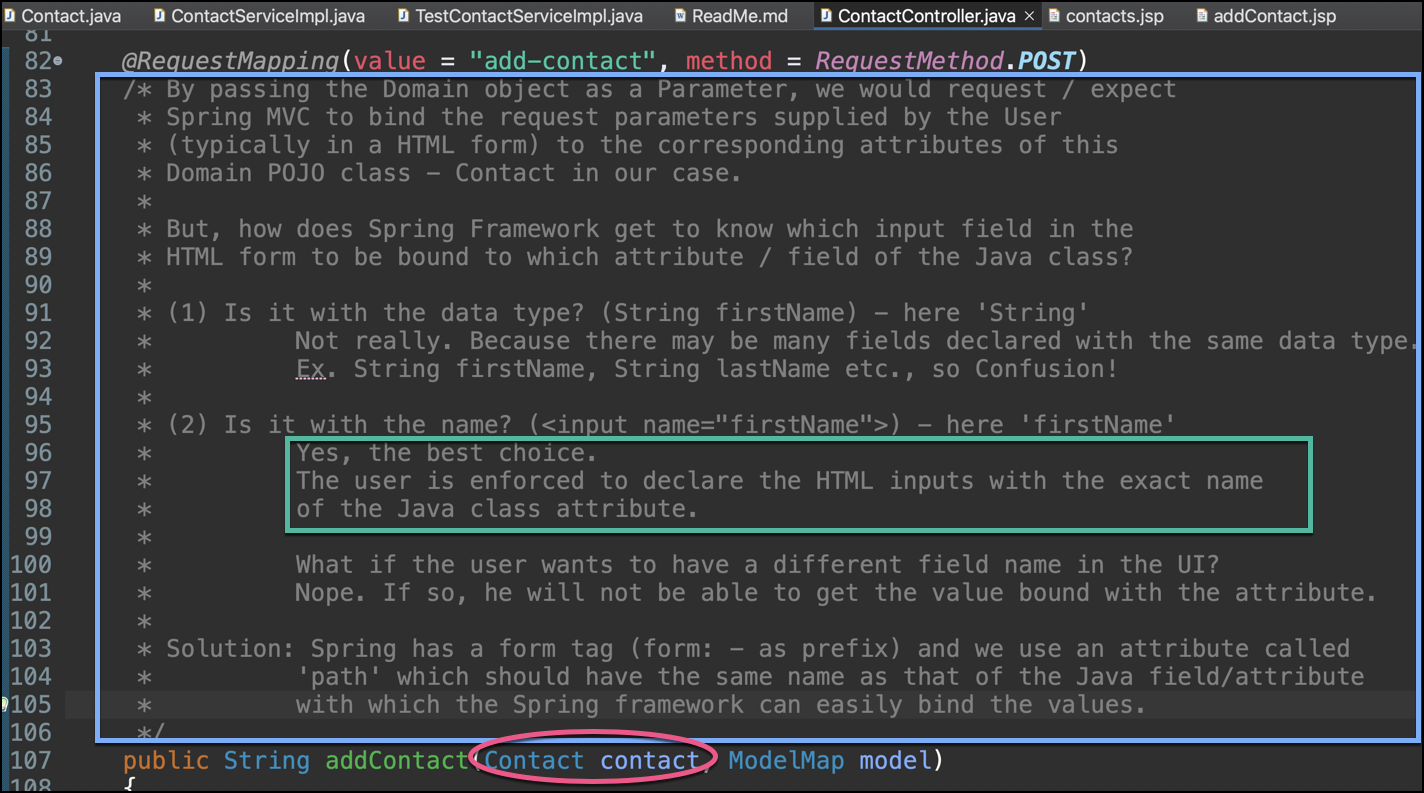 Contact.java ContactServiceImpl.java TestContactServiceImpl.java ReadMe.md ContactController.java × contacts.jsp addContact.jsp
81
82 @RequestMapping(value = "add-contact", method = RequestMethod.POST)
83 /* By passing the Domain object as a Parameter, we would request / expect
84 * Spring MVC to bind the request parameters supplied by the User
85 * (typically in a HTML form) to the corresponding attributes of this
86 * Domain POJO class - Contact in our case.
87 *
88 * But, how does Spring Framework get to know which input field in the
89 * HTML form to be bound to which attribute / field of the Java class?
90 *
91 * (1) Is it with the data type? (String firstName) - here 'String'
92 * Not really. Because there may be many fields declared with the same data type.
93 * Ex. String firstName, String lastName etc., so Confusion!
94 *
95 * (2) Is it with the name? (<input name="firstName">) - here 'firstName'
96 * Yes, the best choice.
97 * The user is enforced to declare the HTML inputs with the exact name
98 * of the Java class attribute.
99 *
100 * What if the user wants to have a different field name in the UI?
101 * Nope. If so, he will not be able to get the value bound with the attribute.
102 *
103 * Solution: Spring has a form tag (form: - as prefix) and we use an attribute called
104 * 'path' which should have the same name as that of the Java field/attribute
105 * with which the Spring framework can easily bind the values.
106 */
107 public String addContact(Contact contact, ModelMap model)
108 {